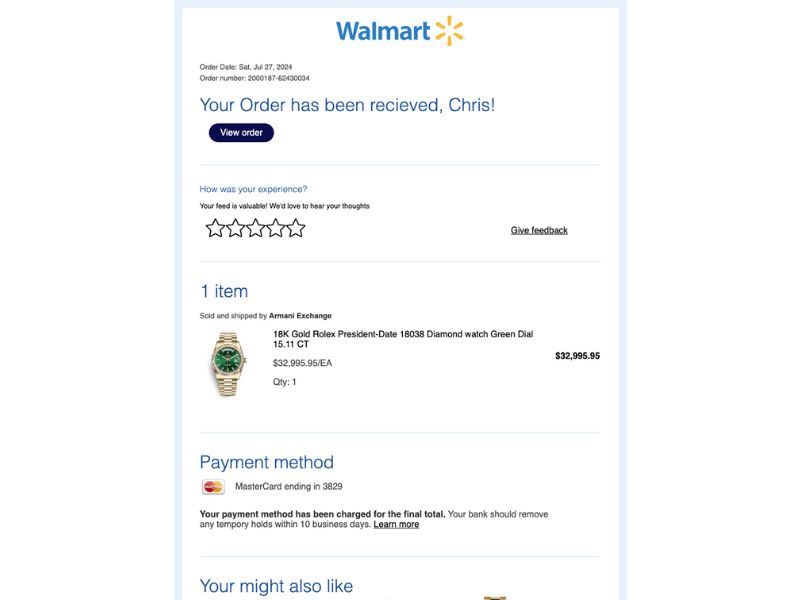 Walmart
Order Date: Sat, Jul 27, 2024
Order number: 2000187-62430034
Your Order has been recieved, Chris!
View order
How was your experience?
Your feed is valuable! We'd love to hear your thoughts
Give feedback
1 item
Sold and shipped by Armani Exchange
18K Gold Rolex President-Date 18038 Diamond watch Green Dial
15.11 CT
$32,995.95
$32,995.95/EA
Qty: 1
Payment method
MasterCard ending in 3829
Your payment method has been charged for the final total. Your bank should remove
any tempory holds within 10 business days. Learn more
Your might also like